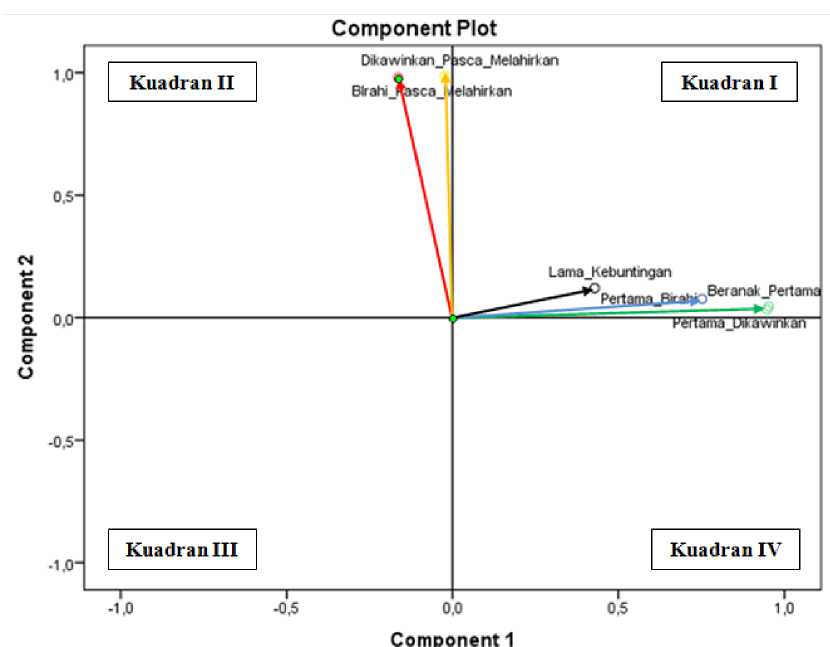 Component Plot
Dikawinkan_Pasca_Melahirkan
Kuadran II
Kuadran I
BIrahi_Pasca_Melahirkan
Lama_Kebuntingan
Pertama_Birahi
Beranak_Pertama
Pertama_Dikawinkan
Kuadran III
Kuadran IV
Component 2
1,0
0,5
0,0
-0,5
-1,0
-1,0
-0,5
0,0
0,5
1,0
Component 1